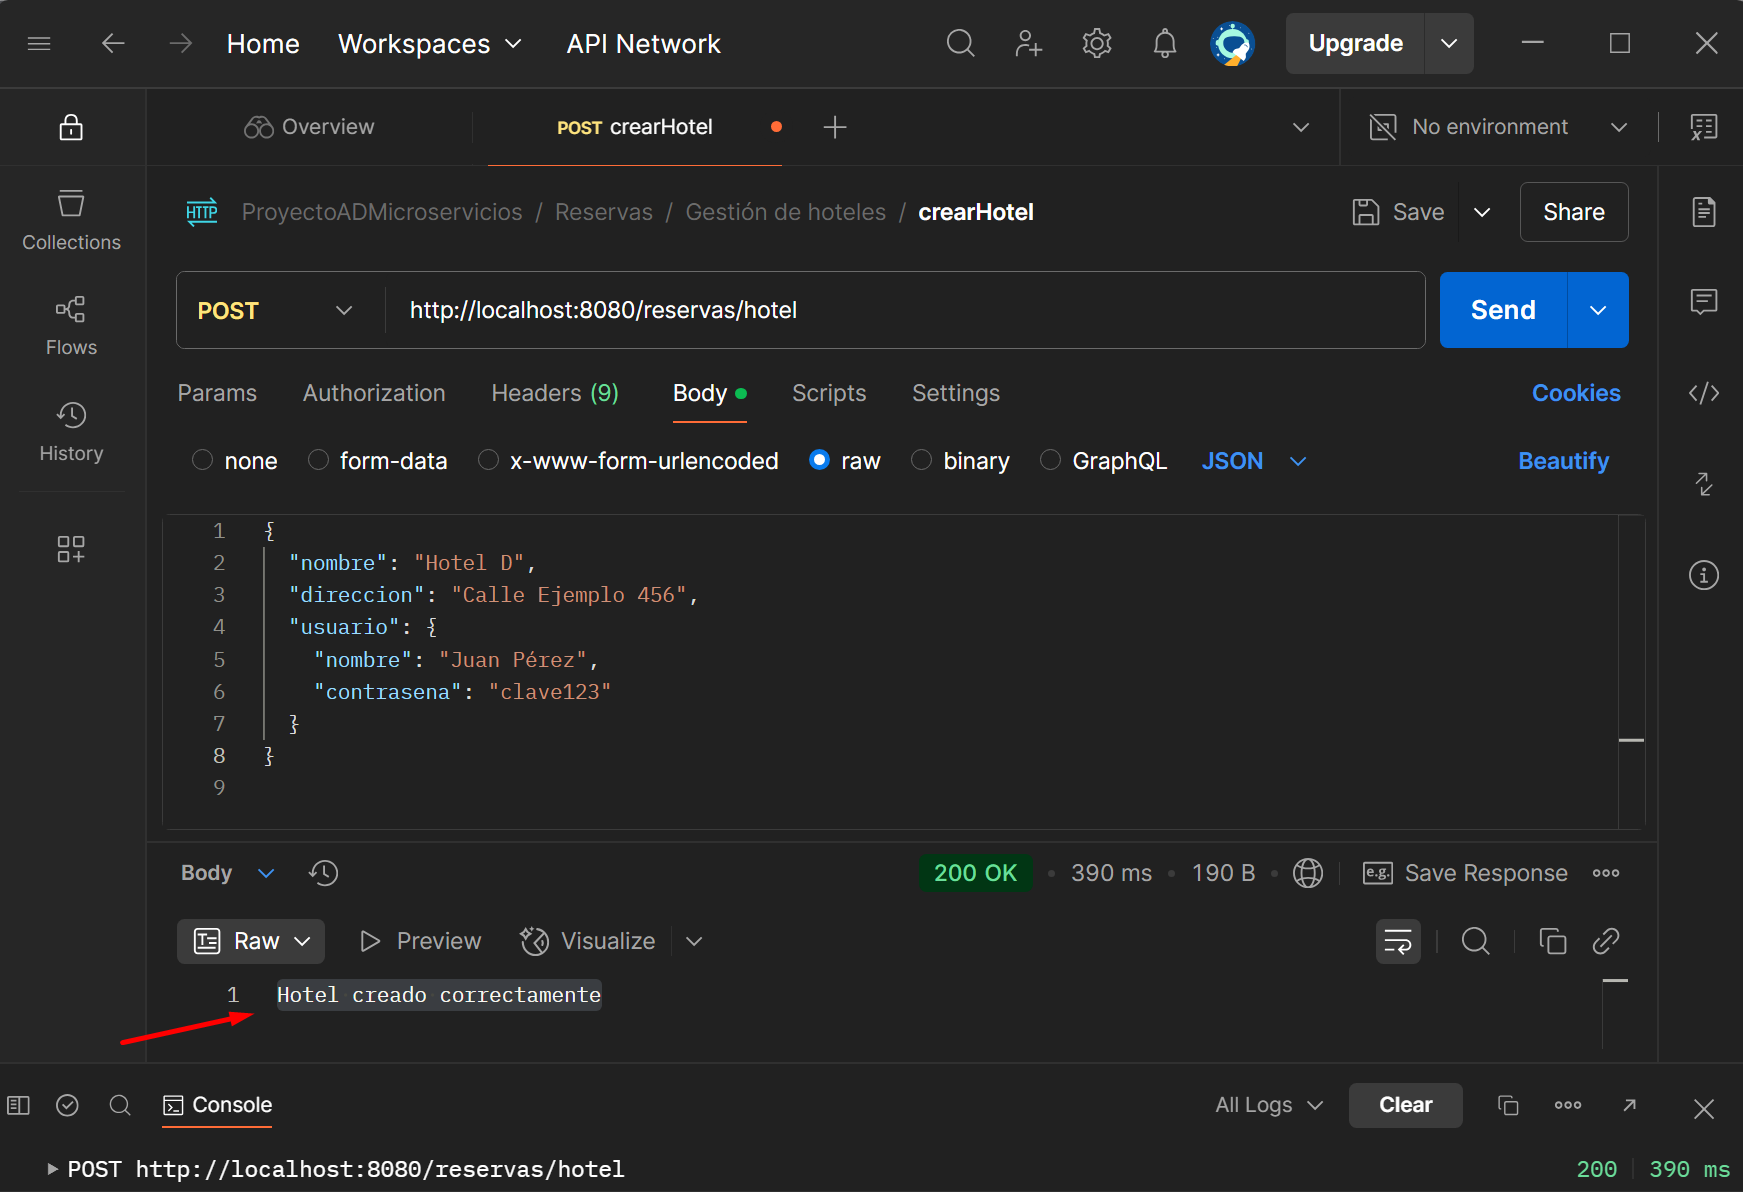 Home Workspaces API Network Upgrade
Overview POST crearHotel No environment
HTTP ProyectoADMicroservicios / Reservas / Gestión de hoteles / crearHotel Save Share
Collections
Flows
History
POST http://localhost:8080/reservas/hotel Send
Params Authorization Headers (9) Body Scripts Settings Cookies
none form-data x-www-form-urlencoded raw binary GraphQL JSON Beautify
1 {
2 "nombre": "Hotel D",
3 "direccion": "Calle Ejemplo 456",
4 "usuario": {
5 "nombre": "Juan Pérez",
6 "contrasena": "clave123"
7 }
8 }
9
Body 200 OK • 390 ms • 190 B • e.g. Save Response
Raw Preview Visualize
1 Hotel creado correctamente
Console All Logs Clear
POST http://localhost:8080/reservas/hotel 200 390 ms